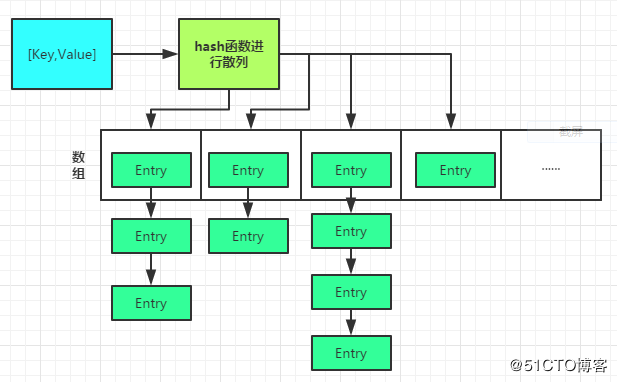 [Key,Value]
hash函数进
行散列
截屏
数
组
Entry
Entry
Entry
Entry
......
Entry
Entry
Entry
Entry
Entry
Entry
@51CTO博客